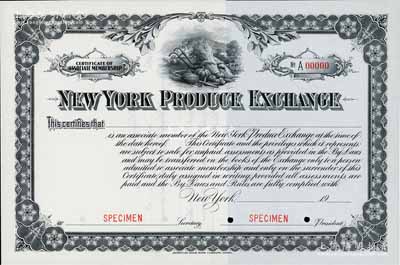 CERTIFICATE OF
ASSOCIATE MEMBERSHIP
Nº A 00000
NEW YORK PRODUCE EXCHANGE
This certifies that
is an associate member of the New York Produce Exchange at the time of
the date hereof. This Certificate and the privileges which it represents
are subject to sale for unpaid assessments as provided in the By-Laws
and may be transferred on the books of the Exchange only to a person
admitted to associate membership and only on the surrender of this
Certificate duly assigned in writing provided all assessments are
paid and the By-Laws and Rules are fully complied with.
New York, 19
SPECIMEN Secretary SPECIMEN President